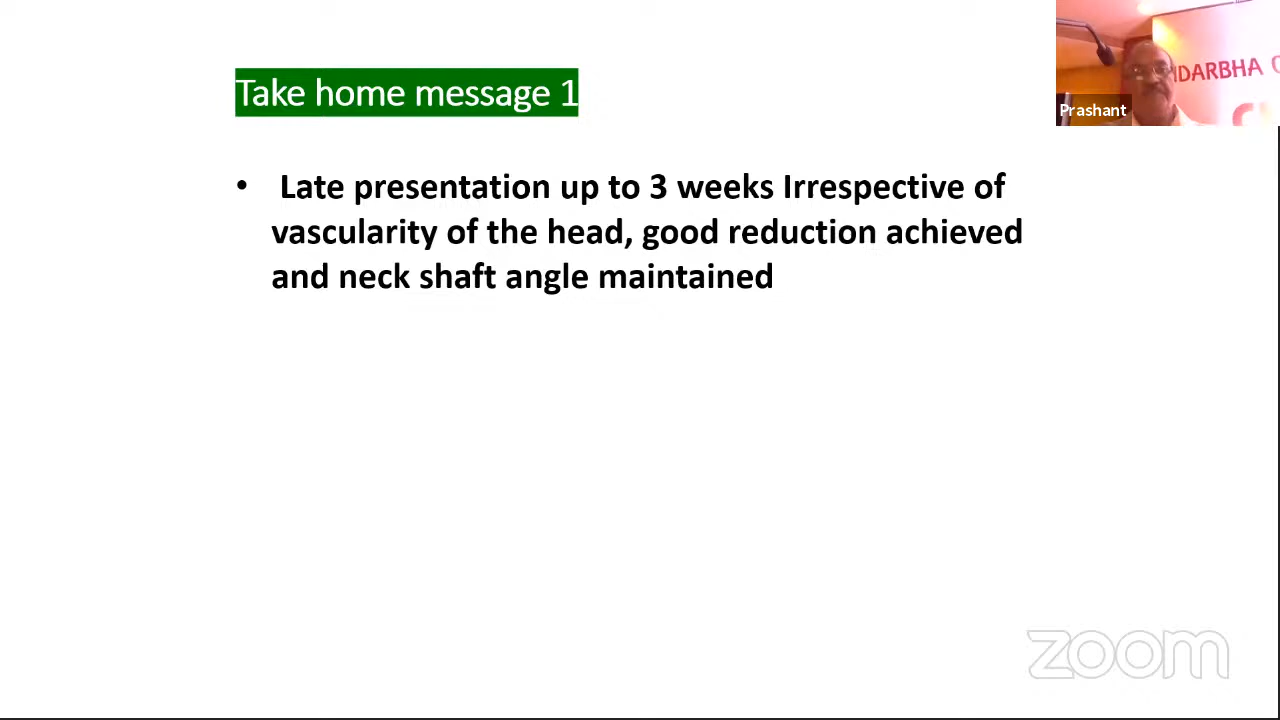 Take home message 1
• Late presentation up to 3 weeks Irrespective of
vascularity of the head, good reduction achieved
and neck shaft angle maintained
IDARBHA
Prashant
zoom